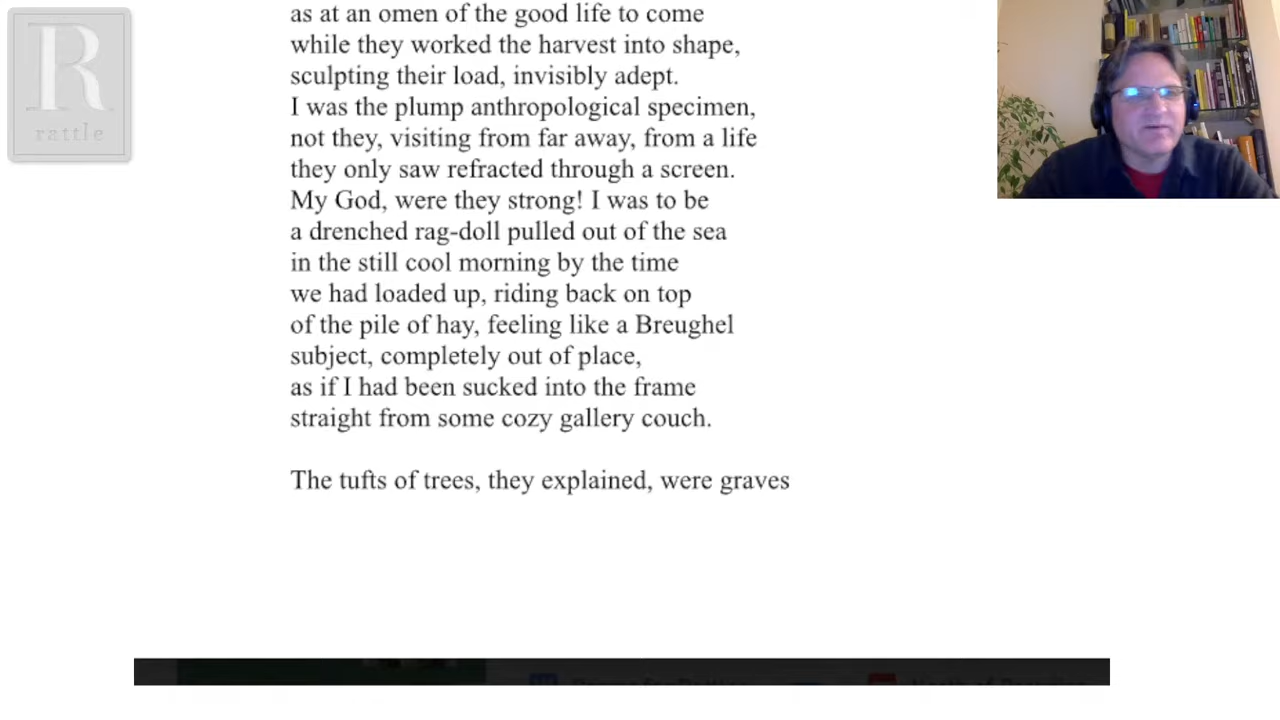 R
rattle
as at an omen of the good life to come
while they worked the harvest into shape,
sculpting their load, invisibly adept.
I was the plump anthropological specimen,
not they, visiting from far away, from a life
they only saw refracted through a screen.
My God, were they strong! I was to be
a drenched rag-doll pulled out of the sea
in the still cool morning by the time
we had loaded up, riding back on top
of the pile of hay, feeling like a Breughel
subject, completely out of place,
as if I had been sucked into the frame
straight from some cozy gallery couch.
The tufts of trees, they explained, were graves